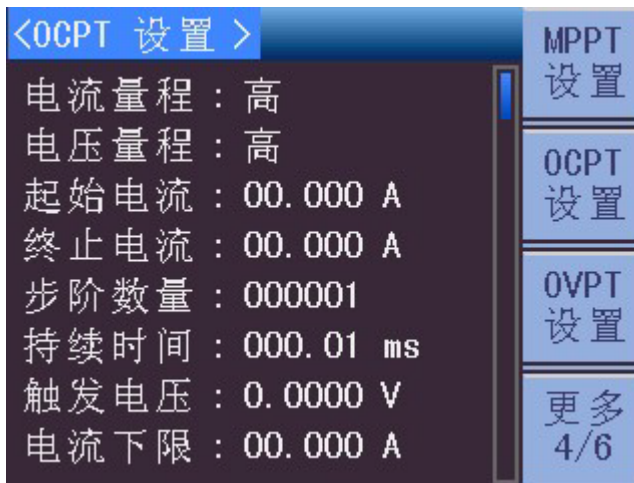 <OCPT 设置 >
电流量程 : 高
电压量程 : 高
起始电流 : 00.000 A
终止电流 : 00.000 A
步阶数量 : 000001
持续时间 : 000.01 ms
触发电压 : 0.0000 V
电流下限 : 00.000 A
MPPT
设置
OCPT
设置
OVPT
设置
更多
4/6